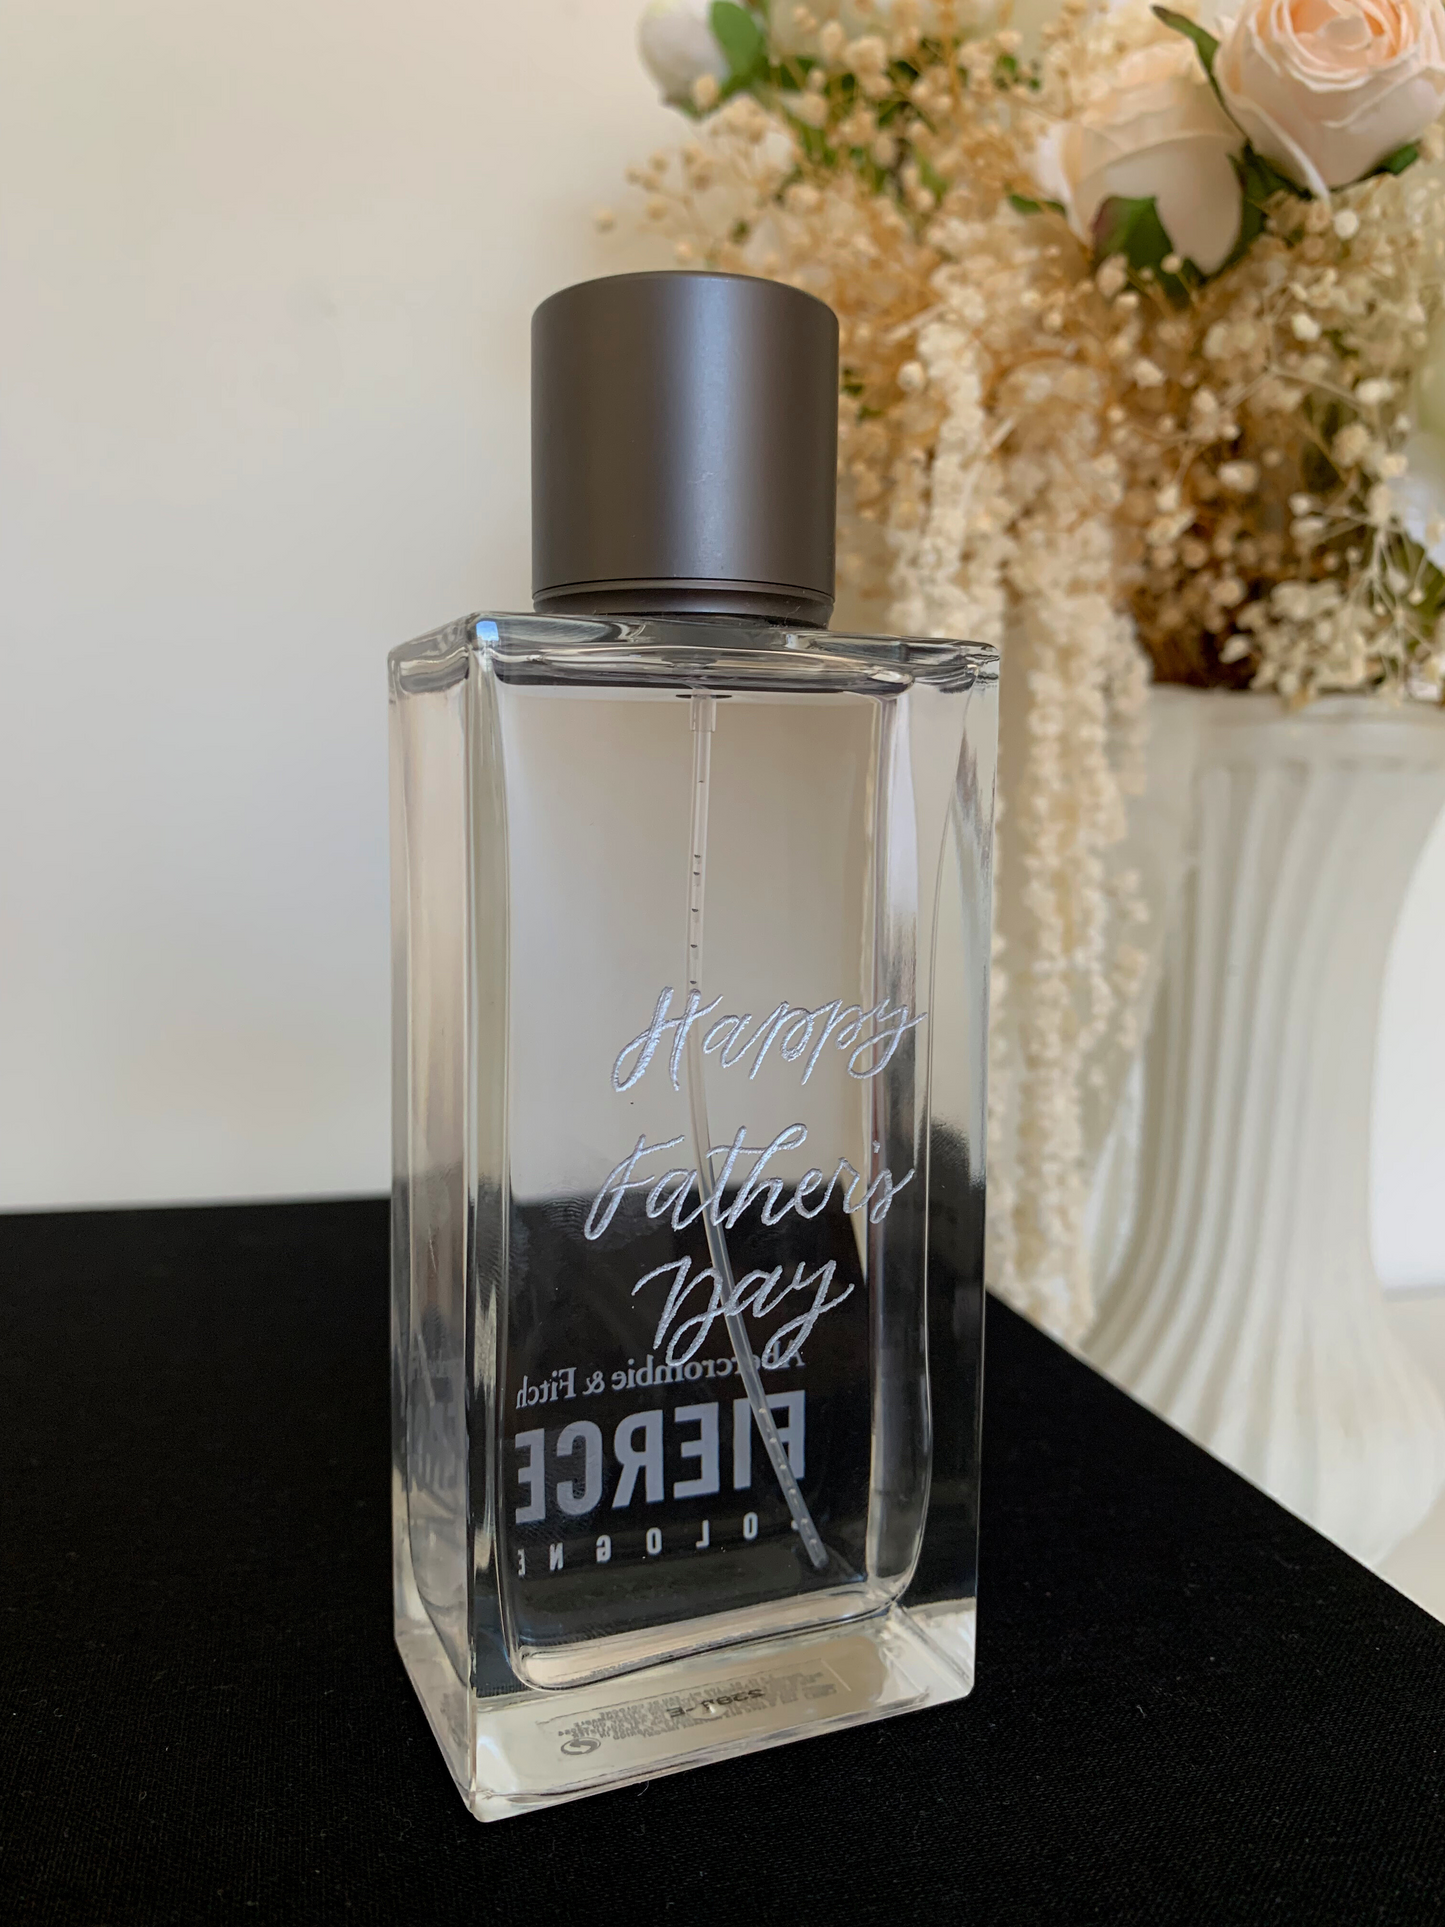 Happy
Father's
Day
Abercrombie & Fitch
FIERCE
COLOGNE